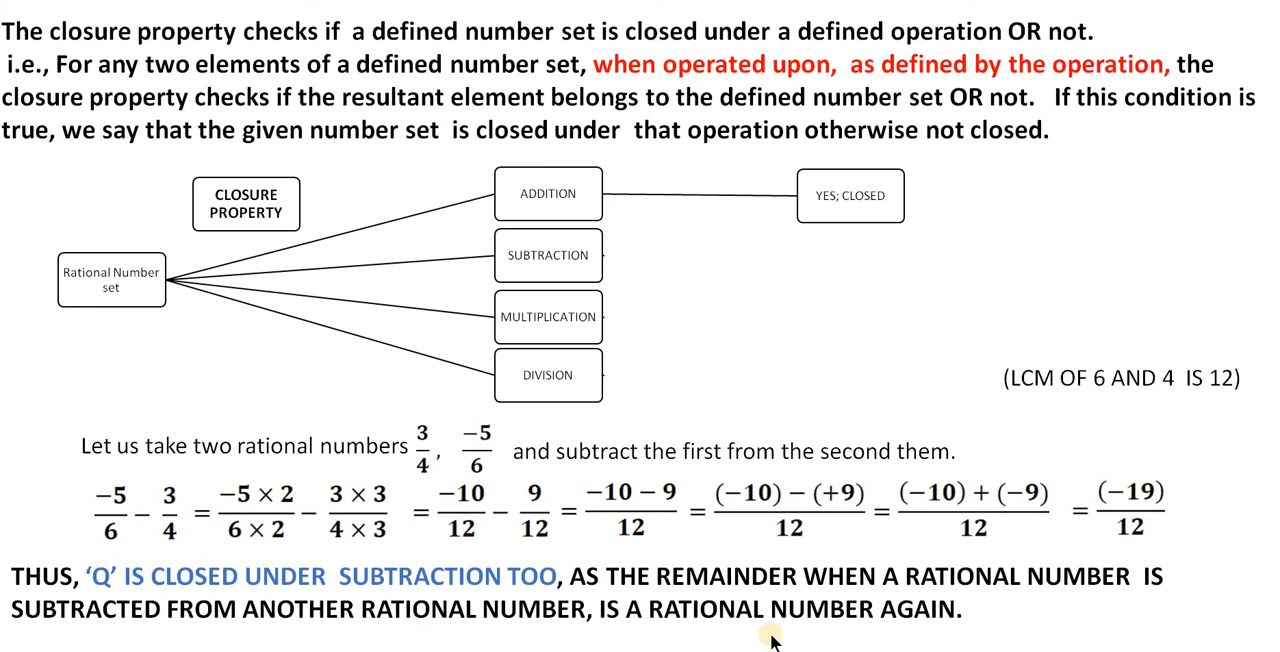 The closure property checks if a defined number set is closed under a defined operation OR not.
i.e., For any two elements of a defined number set, when operated upon, as defined by the operation, the
closure property checks if the resultant element belongs to the defined number set OR not. If this condition is
true, we say that the given number set is closed under that operation otherwise not closed.
CLOSURE
PROPERTY
ADDITION
YES; CLOSED
SUBTRACTION
Rational Number
set
MULTIPLICATION
DIVISION
(LCM OF 6 AND 4 IS 12)
Let us take two rational numbers 3/4, −5/6 and subtract the first from the second them.
−5/6 − 3/4 = −5 × 2/6 × 2 − 3 × 3/4 × 3 = −10/12 − 9/12 = −10 − 9/12 = (−10) − (+9)/12 = (−10) + (−9)/12 = (−19)/12
THUS, ‘Q’ IS CLOSED UNDER SUBTRACTION TOO, AS THE REMAINDER WHEN A RATIONAL NUMBER IS
SUBTRACTED FROM ANOTHER RATIONAL NUMBER, IS A RATIONAL NUMBER AGAIN.